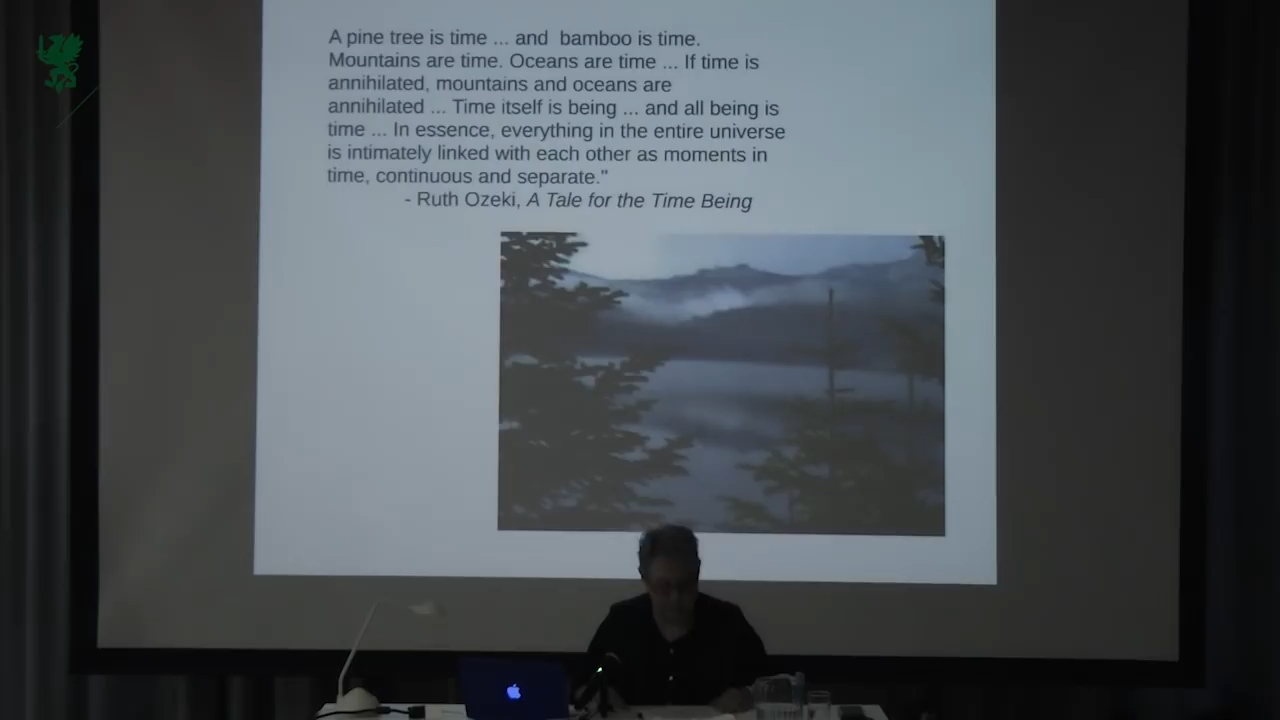 A pine tree is time ... and bamboo is time.
Mountains are time. Oceans are time ... If time is
annihilated, mountains and oceans are
annihilated ... Time itself is being ... and all being is
time ... In essence, everything in the entire universe
is intimately linked with each other as moments in
time, continuous and separate."
- Ruth Ozeki, A Tale for the Time Being